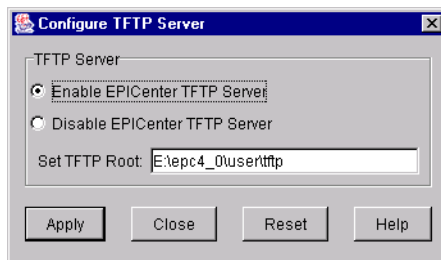 Configure TFTP Server
TFTP Server
Enable EPICenter TFTP Server
Disable EPICenter TFTP Server
Set TFTP Root: E:\epc4_0\user\tftp
Apply Close Reset Help